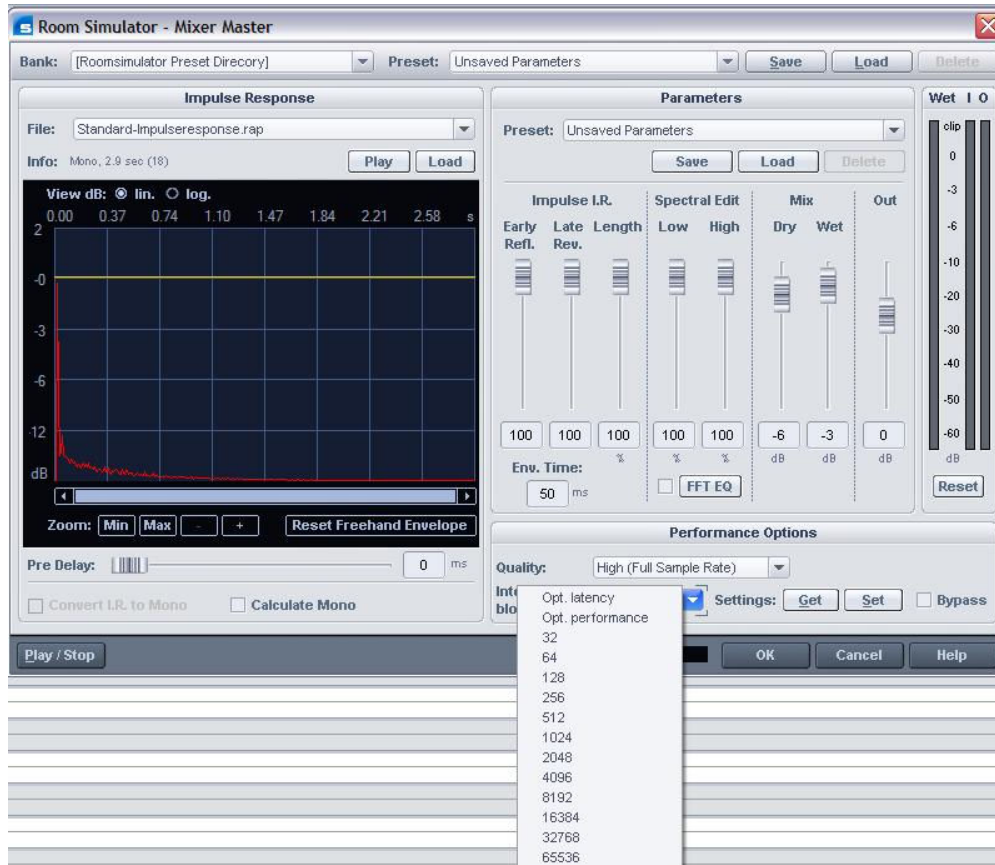 Room Simulator - Mixer Master
Bank: [Roomsimulator Preset Direcory] Preset: Unsaved Parameters Save Load Delete
Impulse Response
File: Standard-Impulseresponse.rap
Info: Mono, 2.9 sec (18) Play Load
View dB: lin. log.
0.00 0.37 0.74 1.10 1.47 1.84 2.21 2.58 s
2
-0
-3
-6
-12
dB
Zoom: Min Max - + Reset Freehand Envelope
Pre Delay: 0 ms
Convert I.R. to Mono Calculate Mono
Parameters
Preset: Unsaved Parameters
Save Load Delete
Impulse I.R. Spectral Edit Mix Out
Early Refl. Late Rev. Length Low High Dry Wet
100 100 100 100 100 -6 -3 0
% % % dB dB dB
Env. Time:
50 ms FFT EQ
Wet I O
clip
0
-3
-6
-10
-20
-30
-40
-50
-60
dB
Reset
Performance Options
Quality: High (Full Sample Rate)
Settings: Get Set Bypass
Opt. latency
Opt. performance
32
64
128
256
512
1024
2048
4096
8192
16384
32768
65536
Play / Stop OK Cancel Help